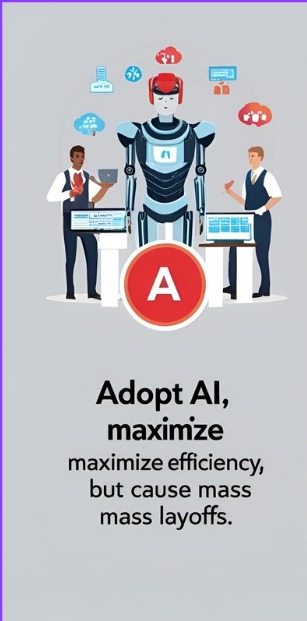 A
Adopt AI,
maximize
maximize efficiency,
but cause mass
mass layoffs.